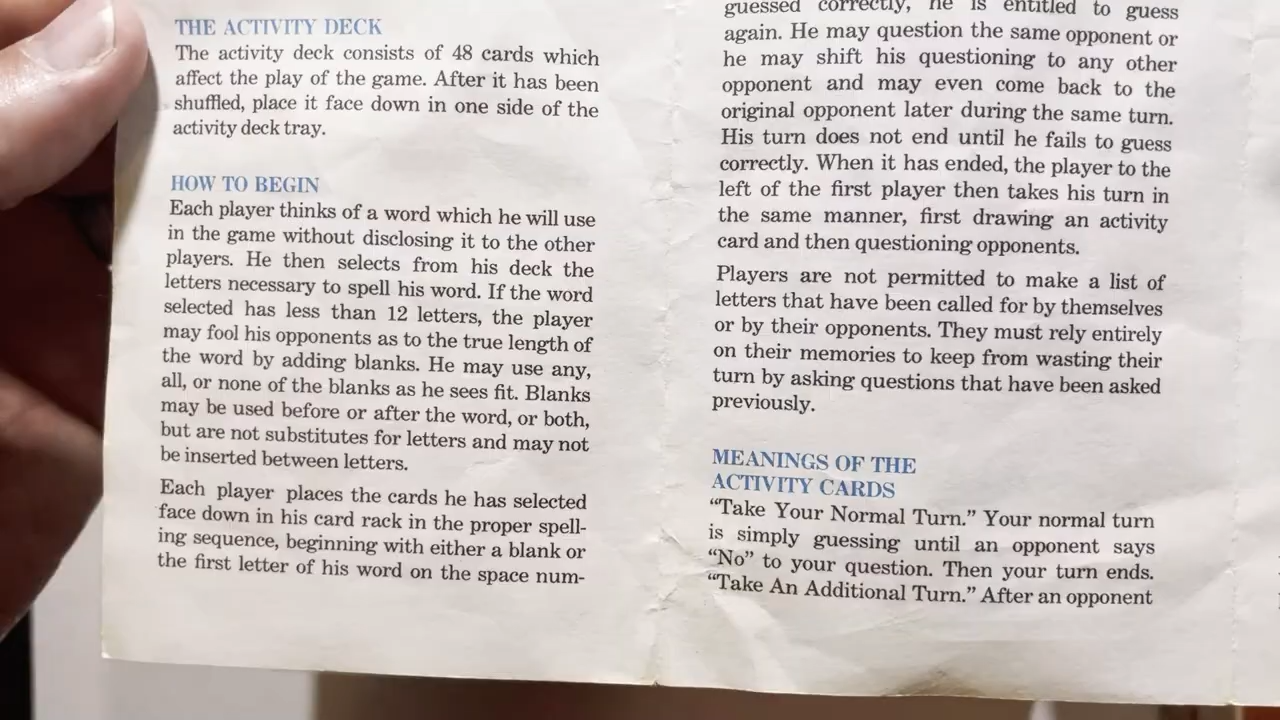 THE ACTIVITY DECK
The activity deck consists of 48 cards which
affect the play of the game. After it has been
shuffled, place it face down in one side of the
activity deck tray.
HOW TO BEGIN
Each player thinks of a word which he will use
in the game without disclosing it to the other
players. He then selects from his deck the
letters necessary to spell his word. If the word
selected has less than 12 letters, the player
may fool his opponents as to the true length of
the word by adding blanks. He may use any,
all, or none of the blanks as he sees fit. Blanks
may be used before or after the word, or both,
but are not substitutes for letters and may not
be inserted between letters.
Each player places the cards he has selected
face down in his card rack in the proper spell-
ing sequence, beginning with either a blank or
the first letter of his word on the space num-
guessed correctly, he is entitled to guess
again. He may question the same opponent or
he may shift his questioning to any other
opponent and may even come back to the
original opponent later during the same turn.
His turn does not end until he fails to guess
correctly. When it has ended, the player to the
left of the first player then takes his turn in
the same manner, first drawing an activity
card and then questioning opponents.
Players are not permitted to make a list of
letters that have been called for by themselves
or by their opponents. They must rely entirely
on their memories to keep from wasting their
turn by asking questions that have been asked
previously.
MEANINGS OF THE
ACTIVITY CARDS
“Take Your Normal Turn.” Your normal turn
is simply guessing until an opponent says
“No” to your question. Then your turn ends.
“Take An Additional Turn.” After an opponent